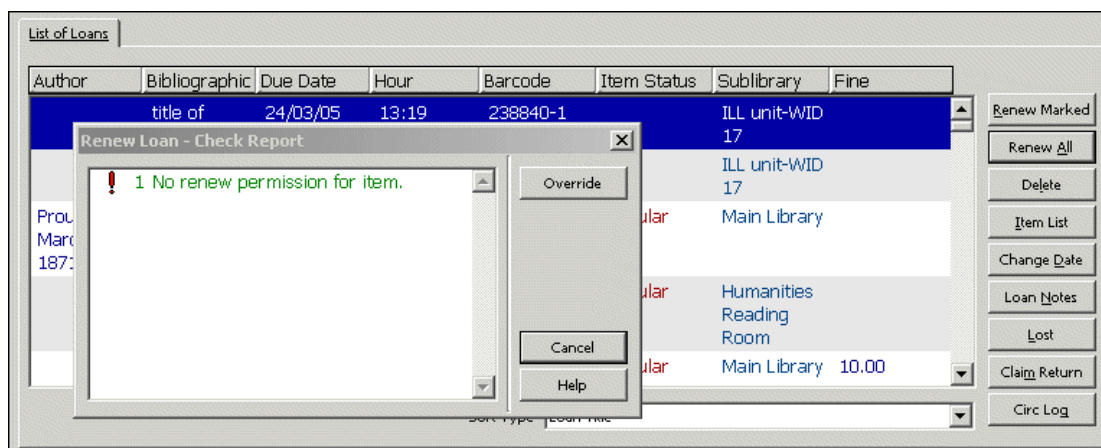 List of Loans
Author Bibliographic Due Date Hour Barcode Item Status Sublibrary Fine
title of 24/03/05 13:19 238840-1 ILL unit-WID
17
Renew Loan - Check Report
1 No renew permission for item.
Override
Cancel
Help
ILL unit-WID
17
Main Library
Humanities
Reading
Room
Main Library 10.00
Renew Marked
Renew All
Delete
Item List
Change Date
Loan Notes
Lost
Claim Return
Circ Log